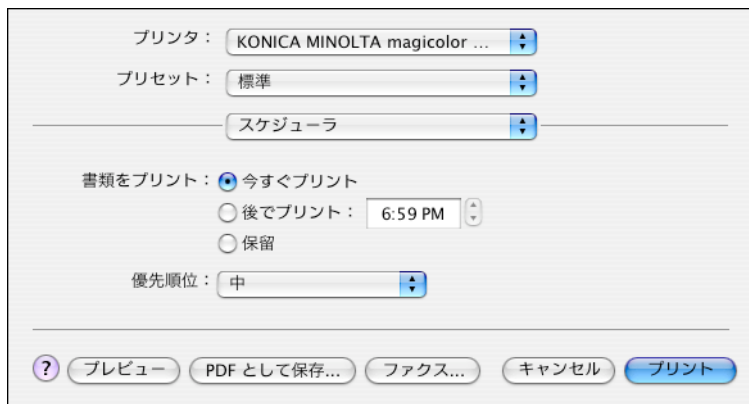 プリンタ： KONICA MINOLTA magicolor ...
プリセット： 標準
スケジューラ
書類をプリント： 今すぐプリント
後でプリント： 6:59 PM
保留
優先順位： 中
? プレビュー PDF として保存... ファクス... キャンセル プリント